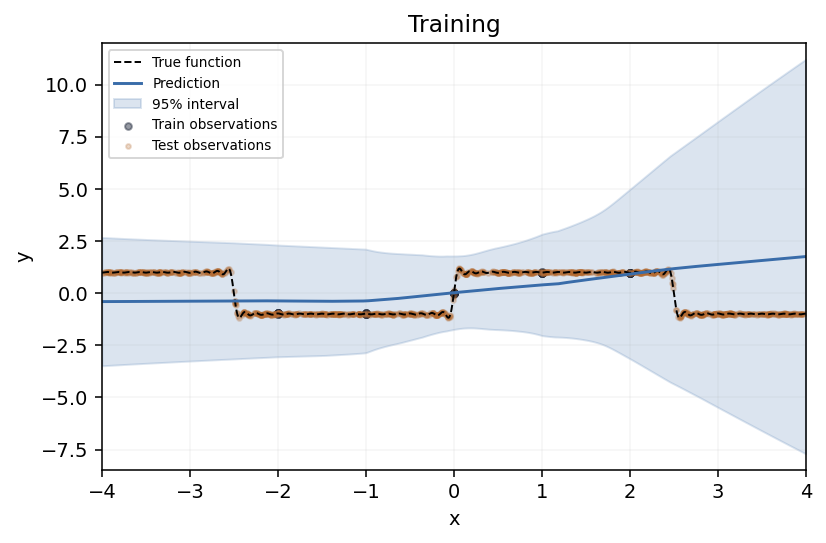 Training
True function
Prediction
95% interval
Train observations
Test observations
10.0
7.5
5.0
2.5
0.0
−2.5
−5.0
−7.5
y
−4 −3 −2 −1 0 1 2 3 4
x